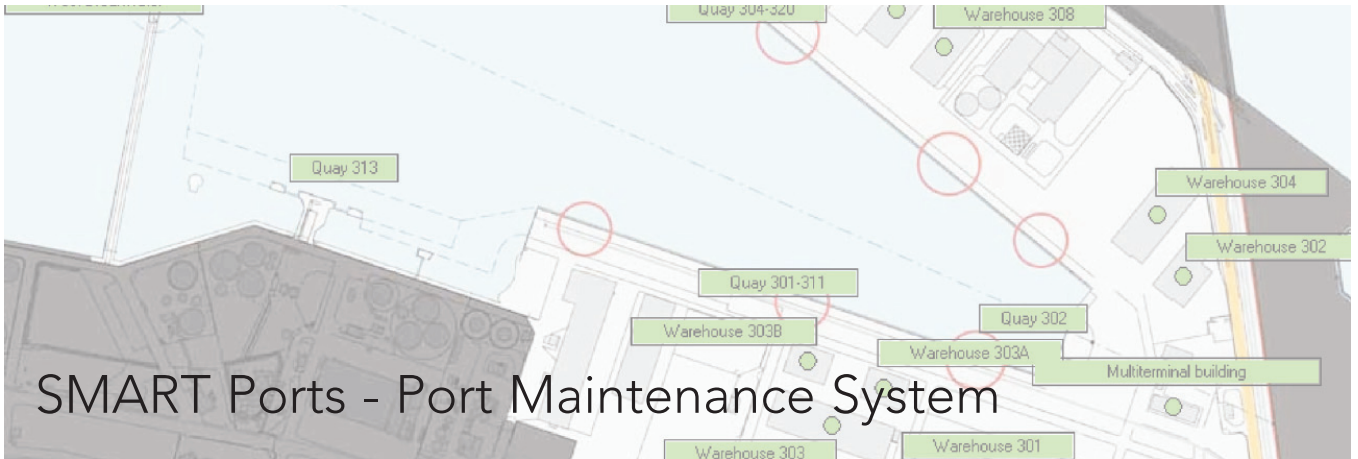 Quay 304-320
Warehouse 308
Quay 313
Warehouse 304
Warehouse 302
Quay 301-311
Quay 302
Warehouse 303B
Warehouse 303A
Multiterminal building
SMART Ports - Port Maintenance System
Warehouse 303
Warehouse 301